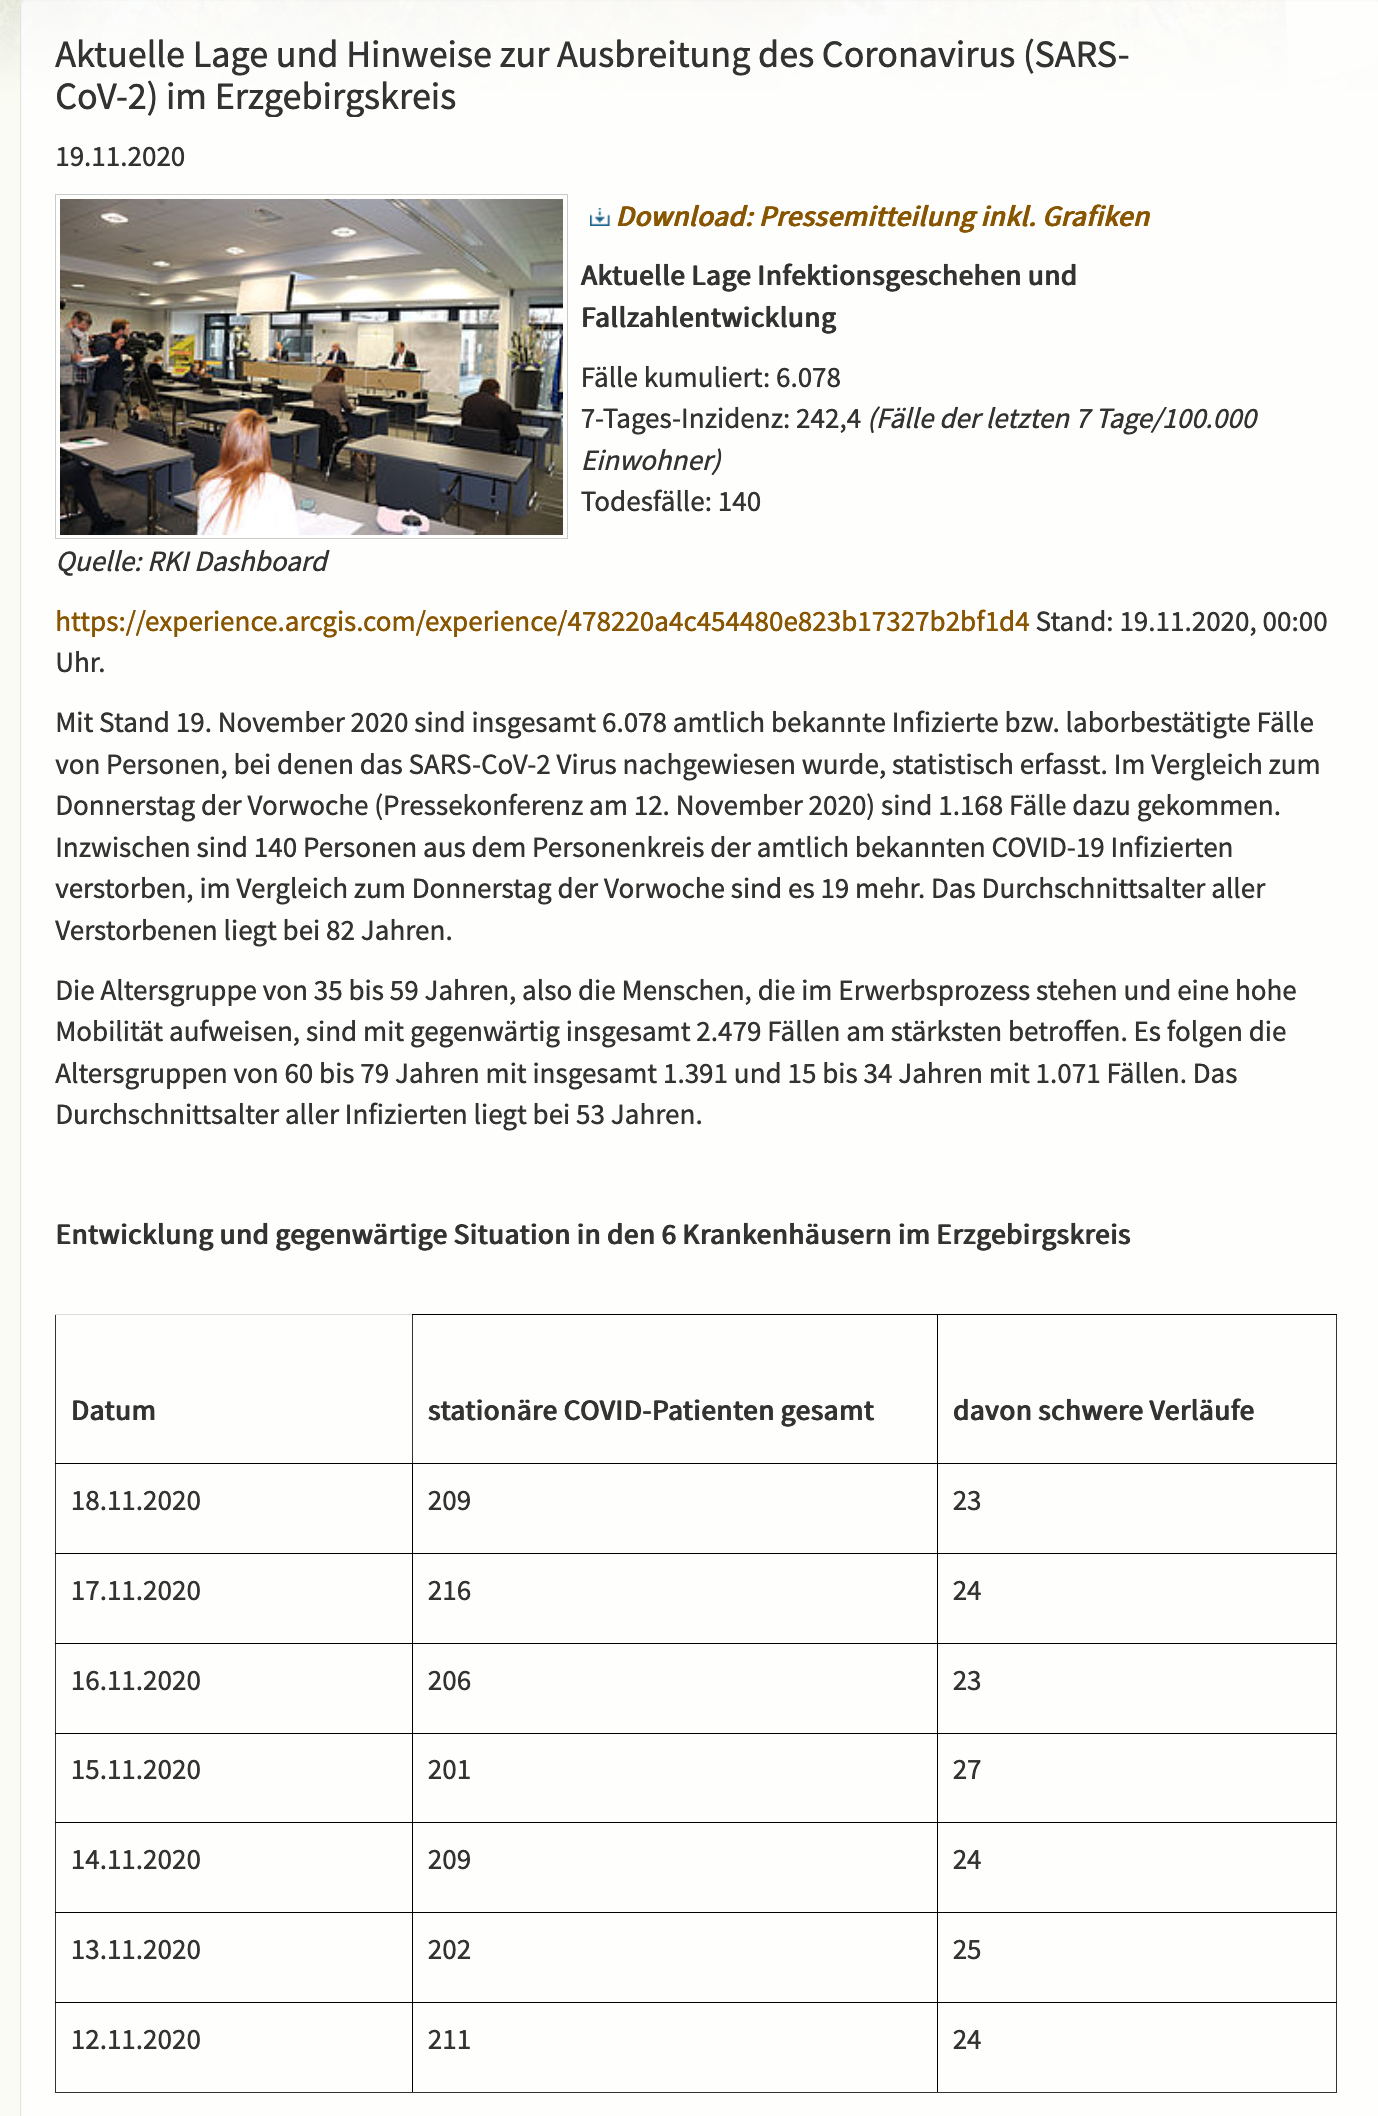 Aktuelle Lage und Hinweise zur Ausbreitung des Coronavirus (SARS-
CoV-2) im Erzgebirgskreis
19.11.2020
Download: Pressemitteilung inkl. Grafiken
Aktuelle Lage Infektionsgeschehen und
Fallzahlentwicklung
Fälle kumuliert: 6.078
7-Tages-Inzidenz: 242,4 (Fälle der letzten 7 Tage/100.000
Einwohner)
Todesfälle: 140
Quelle: RKI Dashboard
https://experience.arcgis.com/experience/478220a4c454480e823b17327b2bf1d4 Stand: 19.11.2020, 00:00
Uhr.
Mit Stand 19. November 2020 sind insgesamt 6.078 amtlich bekannte Infizierte bzw. laborbestätigte Fälle
von Personen, bei denen das SARS-CoV-2 Virus nachgewiesen wurde, statistisch erfasst. Im Vergleich zum
Donnerstag der Vorwoche (Pressekonferenz am 12. November 2020) sind 1.168 Fälle dazu gekommen.
Inzwischen sind 140 Personen aus dem Personenkreis der amtlich bekannten COVID-19 Infizierten
verstorben, im Vergleich zum Donnerstag der Vorwoche sind es 19 mehr. Das Durchschnittsalter aller
Verstorbenen liegt bei 82 Jahren.
Die Altersgruppe von 35 bis 59 Jahren, also die Menschen, die im Erwerbsprozess stehen und eine hohe
Mobilität aufweisen, sind mit gegenwärtig insgesamt 2.479 Fällen am stärksten betroffen. Es folgen die
Altersgruppen von 60 bis 79 Jahren mit insgesamt 1.391 und 15 bis 34 Jahren mit 1.071 Fällen. Das
Durchschnittsalter aller Infizierten liegt bei 53 Jahren.
Entwicklung und gegenwärtige Situation in den 6 Krankenhäusern im Erzgebirgskreis
Datum stationäre COVID-Patienten gesamt davon schwere Verläufe
18.11.2020 209 23
17.11.2020 216 24
16.11.2020 206 23
15.11.2020 201 27
14.11.2020 209 24
13.11.2020 202 25
12.11.2020 211 24